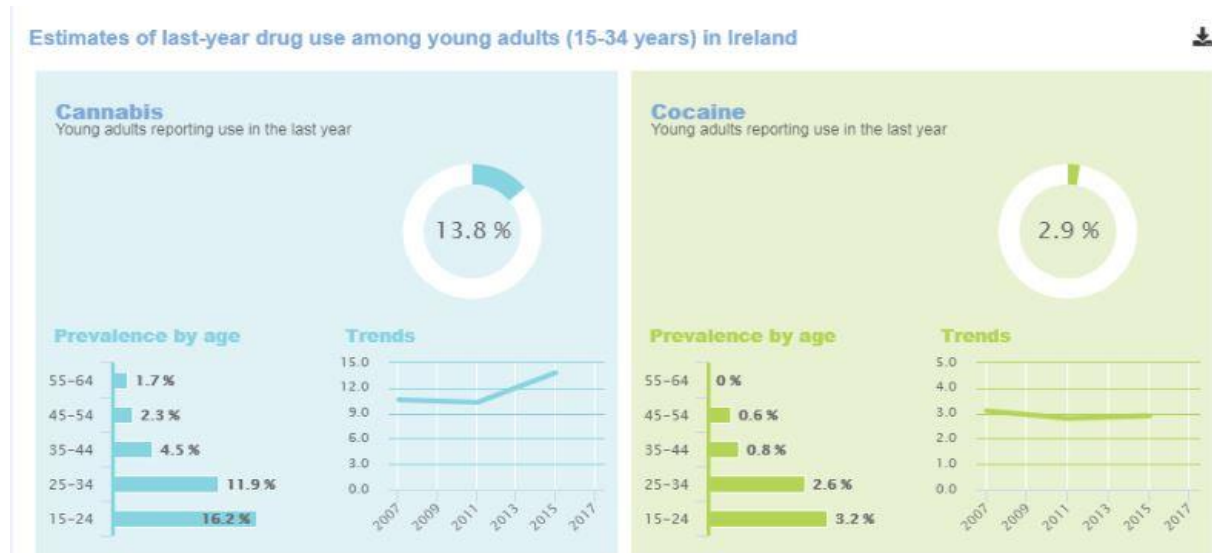 Estimates of last-year drug use among young adults (15-34 years) in Ireland
Cannabis
Young adults reporting use in the last year
13.8 %
Prevalence by age
55-64 1.7 %
45-54 2.3 %
35-44 4.5 %
25-34 11.9 %
15-24 16.2 %
Trends
15.0
12.0
9.0
6.0
3.0
0.0
2007 2009 2011 2013 2015 2017
Cocaine
Young adults reporting use in the last year
2.9 %
Prevalence by age
55-64 0 %
45-54 0.6 %
35-44 0.8 %
25-34 2.6 %
15-24 3.2 %
Trends
5.0
4.0
3.0
2.0
1.0
0.0
2007 2009 2011 2013 2015 2017